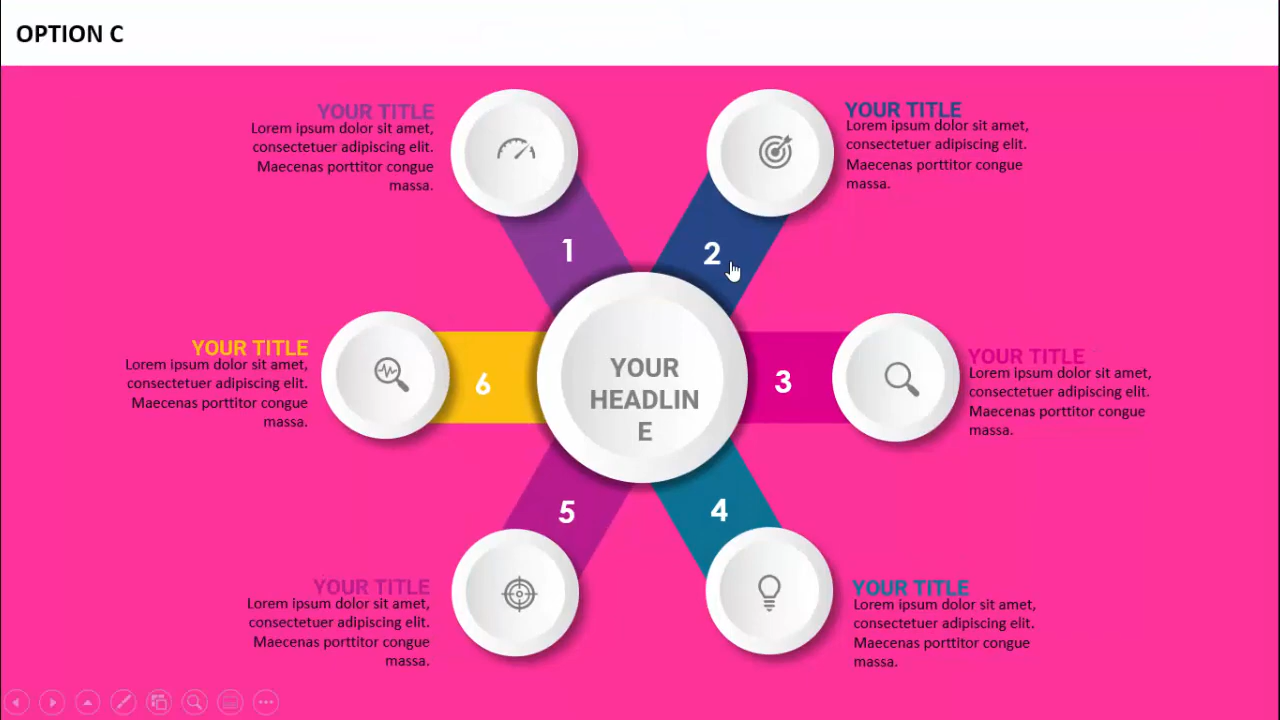 OPTION C
YOUR TITLE
Lorem ipsum dolor sit amet,
consectetuer adipiscing elit.
Maecenas porttitor congue
massa.
YOUR TITLE
Lorem ipsum dolor sit amet,
consectetuer adipiscing elit.
Maecenas porttitor congue
massa.
1
2
YOUR TITLE
Lorem ipsum dolor sit amet,
consectetuer adipiscing elit.
Maecenas porttitor congue
massa.
6
YOUR
HEADLIN
E
3
YOUR TITLE
Lorem ipsum dolor sit amet,
consectetuer adipiscing elit.
Maecenas porttitor congue
massa.
5
4
YOUR TITLE
Lorem ipsum dolor sit amet,
consectetuer adipiscing elit.
Maecenas porttitor congue
massa.
YOUR TITLE
Lorem ipsum dolor sit amet,
consectetuer adipiscing elit.
Maecenas porttitor congue
massa.